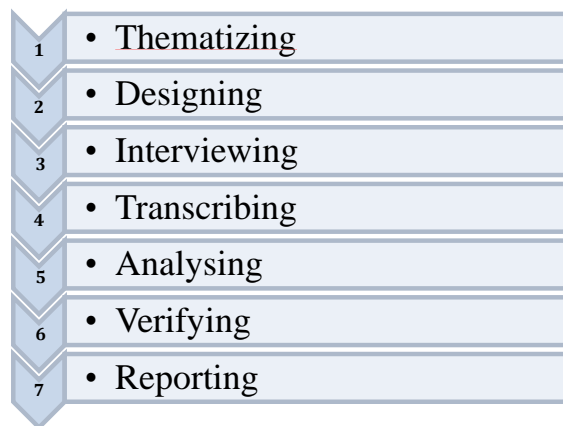 1 • Thematizing
2 • Designing
3 • Interviewing
4 • Transcribing
5 • Analysing
6 • Verifying
7 • Reporting